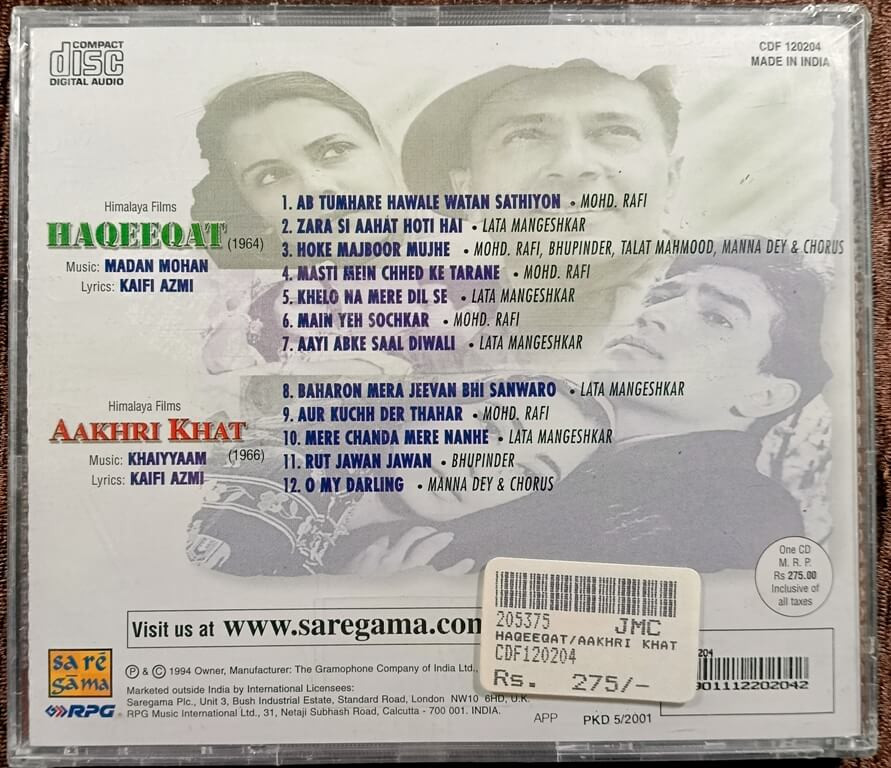 COMPACT
disc
DIGITAL AUDIO
CDF 120204
MADE IN INDIA
Himalaya Films
HAQEEQAT (1964)
Music: MADAN MOHAN
Lyrics: KAIFI AZMI
1. AB TUMHARE HAWALE WATAN SATHIYON • MOHD. RAFI
2. ZARA SI AAHAT HOTI HAI • LATA MANGESHKAR
3. HOKE MAJBOOR MUJHE • MOHD. RAFI, BHUPINDER, TALAT MAHMOOD, MANNA DEY & CHORUS
4. MASTI MEIN CHHED KE TARANE • MOHD. RAFI
5. KHELO NA MERE DIL SE • LATA MANGESHKAR
6. MAIN YEH SOCHKAR • MOHD. RAFI
7. AAYI ABKE SAAL DIWALI • LATA MANGESHKAR
Himalaya Films
AAKHRI KHAT (1966)
Music: KHAIYYAAM
Lyrics: KAIFI AZMI
8. BAHARON MERA JEEVAN BHI SANWARO • LATA MANGESHKAR
9. AUR KUCHH DER THAHAR • MOHD. RAFI
10. MERE CHANDA MERE NANHE • LATA MANGESHKAR
11. RUT JAWAN JAWAN • BHUPINDER
12. O MY DARLING • MANNA DEY & CHORUS
One CD
M. R. P.
Rs 275.00
Inclusive of
all taxes
Visit us at www.saregama.com
205375 JMC
HAQEEQAT/AAKHRI KHAT
CDF120204
Rs. 275/-
204
901112202042
sa rē
gāma
RPG
Ⓟ & © 1994 Owner, Manufacturer: The Gramophone Company of India Ltd.,
Marketed outside India by International Licensees:
Saregama Plc., Unit 3, Bush Industrial Estate, Standard Road, London NW10 6HD, U.K.
RPG Music International Ltd., 31, Netaji Subhash Road, Calcutta - 700 001. INDIA.
APP PKD 5/2001